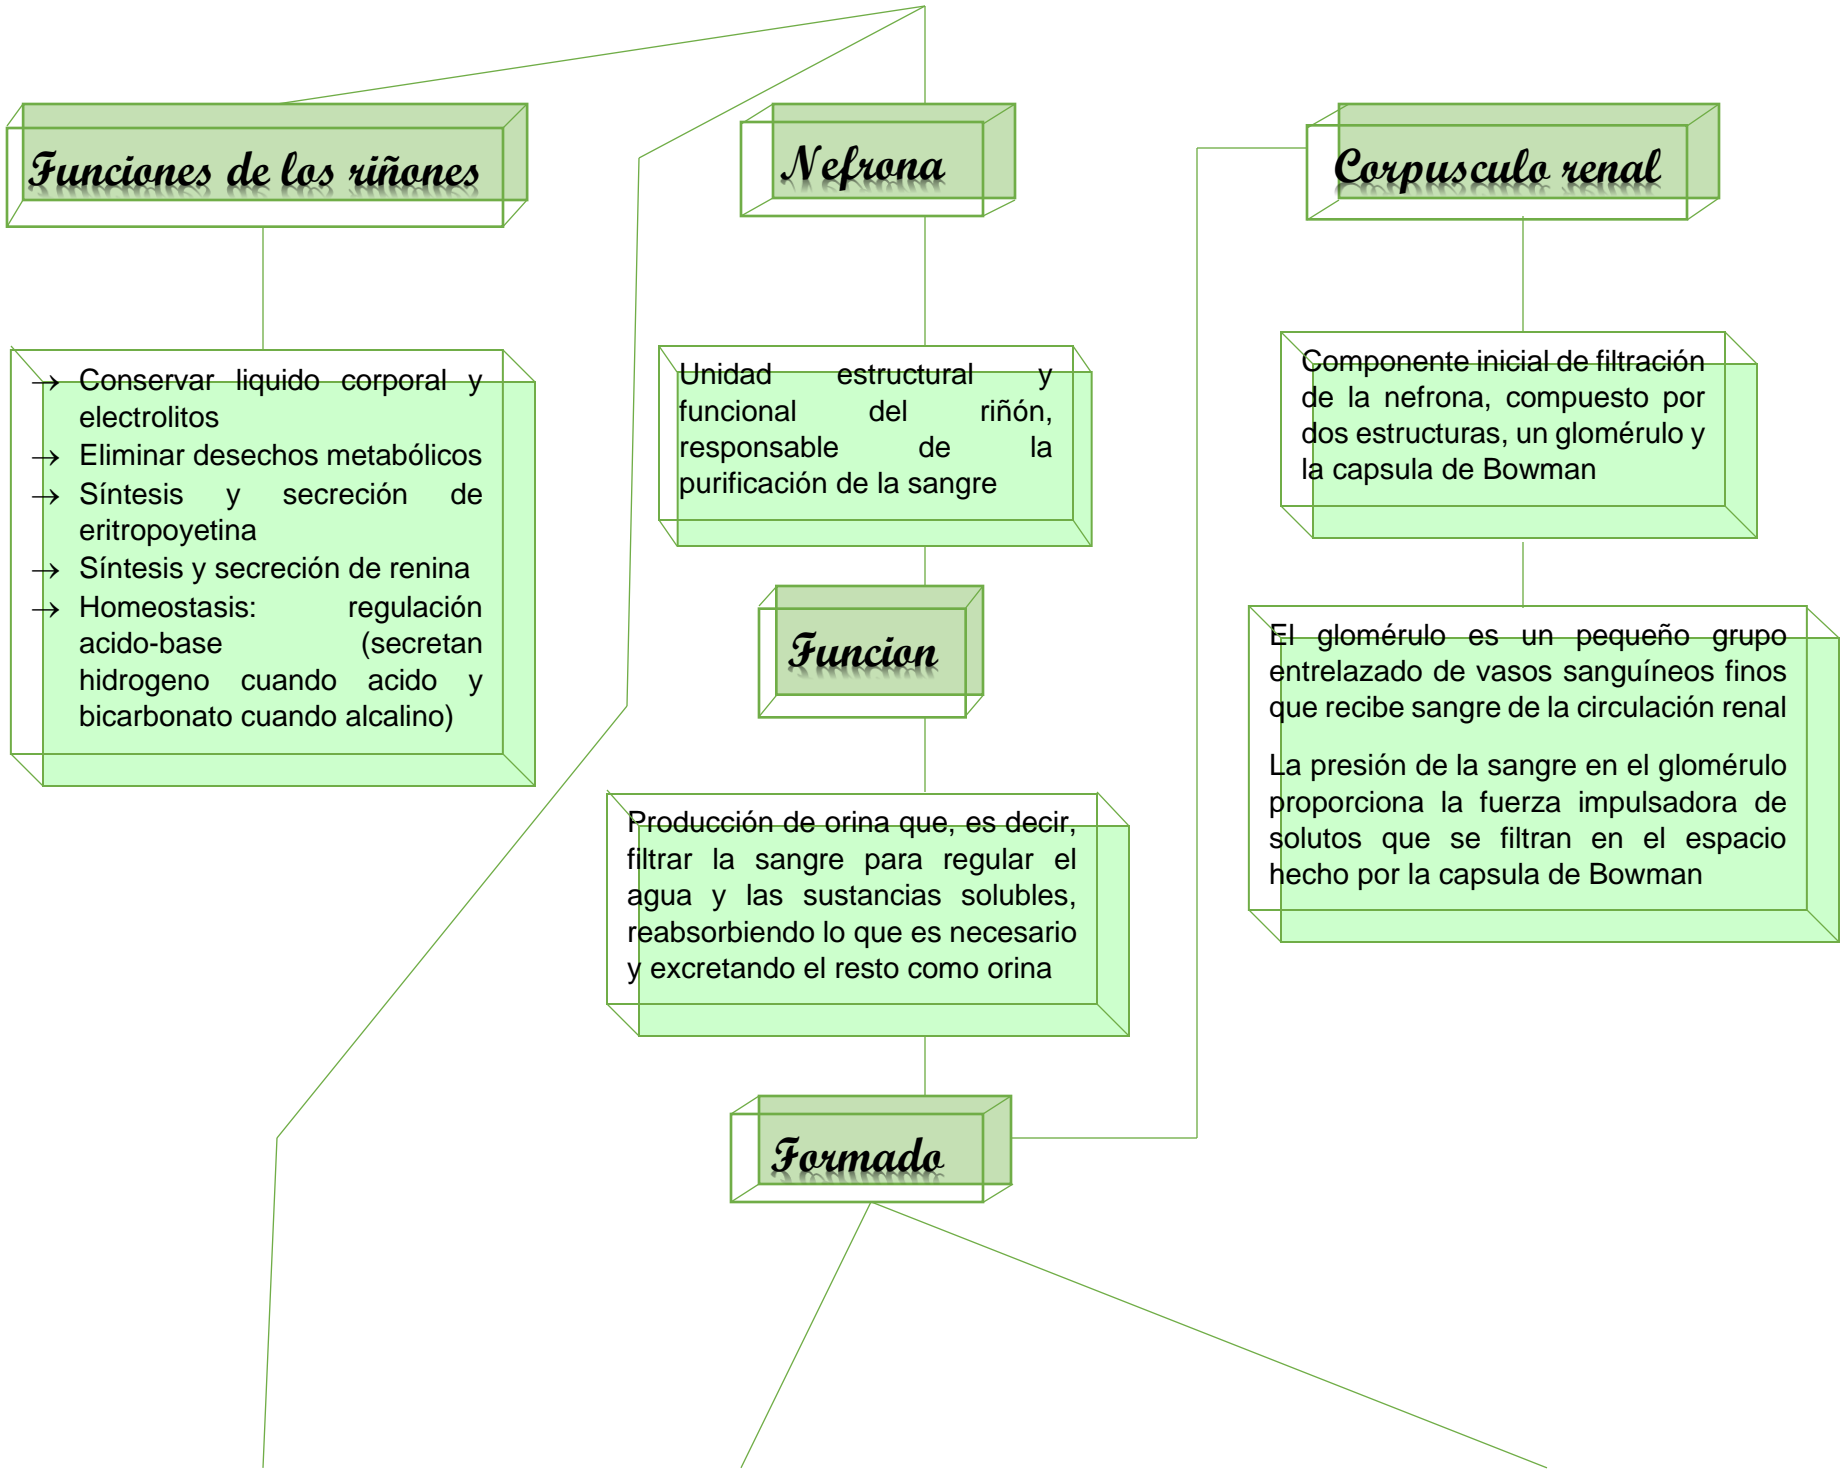 Funciones de los riñones
→ Conservar liquido corporal y
electrolitos
→ Eliminar desechos metabólicos
→ Síntesis y secreción de
eritropoyetina
→ Síntesis y secreción de renina
→ Homeostasis: regulación
acido-base (secretan
hidrogeno cuando acido y
bicarbonato cuando alcalino)
Nefrona
Unidad estructural y
funcional del riñón,
responsable de la
purificación de la sangre
Funcion
Producción de orina que, es decir,
filtrar la sangre para regular el
agua y las sustancias solubles,
reabsorbiendo lo que es necesario
y excretando el resto como orina
Formado
Corpusculo renal
Componente inicial de filtración
de la nefrona, compuesto por
dos estructuras, un glomérulo y
la capsula de Bowman
El glomérulo es un pequeño grupo
entrelazado de vasos sanguíneos finos
que recibe sangre de la circulación renal
La presión de la sangre en el glomérulo
proporciona la fuerza impulsadora de
solutos que se filtran en el espacio
hecho por la capsula de Bowman